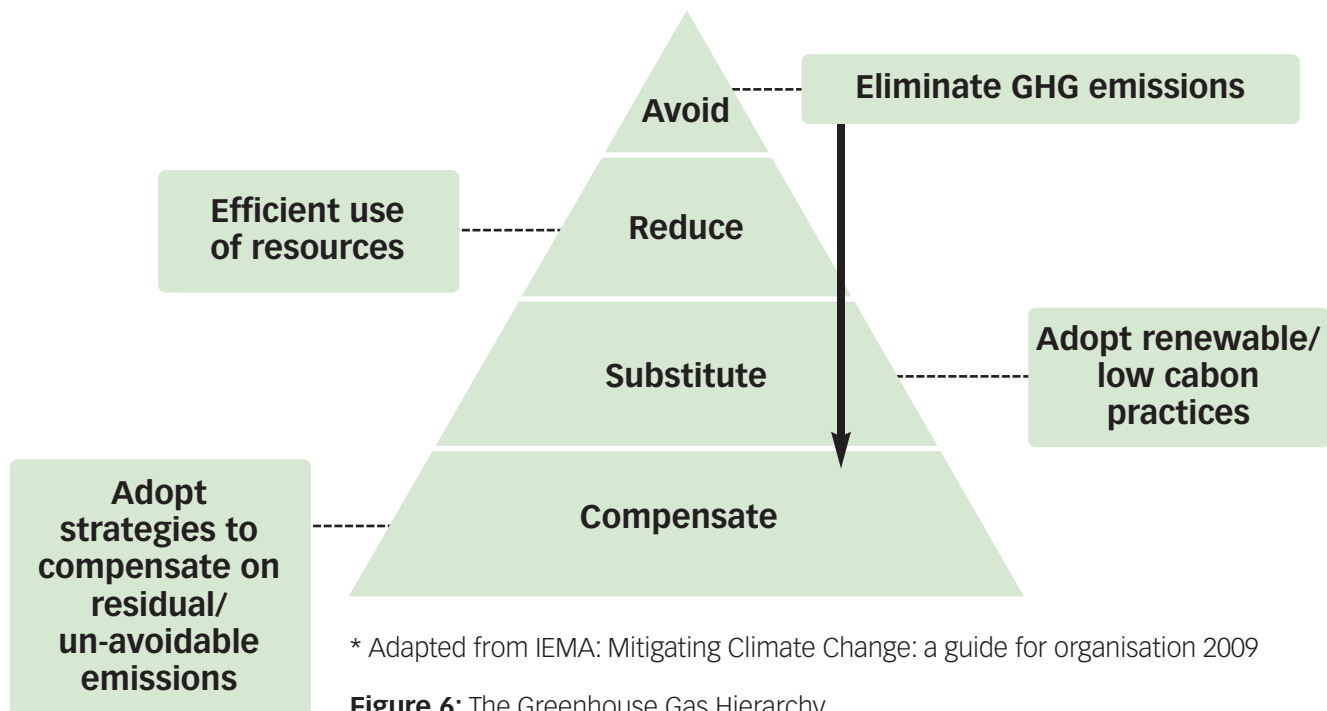 Avoid
Eliminate GHG emissions
Efficient use
of resources
Reduce
Substitute
Adopt renewable/
low cabon
practices
Adopt
strategies to
compensate on
residual/
un-avoidable
emissions
Compensate
* Adapted from IEMA: Mitigating Climate Change: a guide for organisation 2009
Figure 6: The Greenhouse Gas Hierarchy